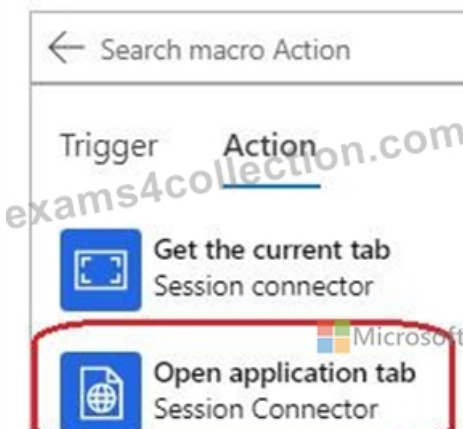 ← Search macro Action
Trigger Action
exams4collection.com
Get the current tab
Session connector
Microsoft
Open application tab
Session Connector